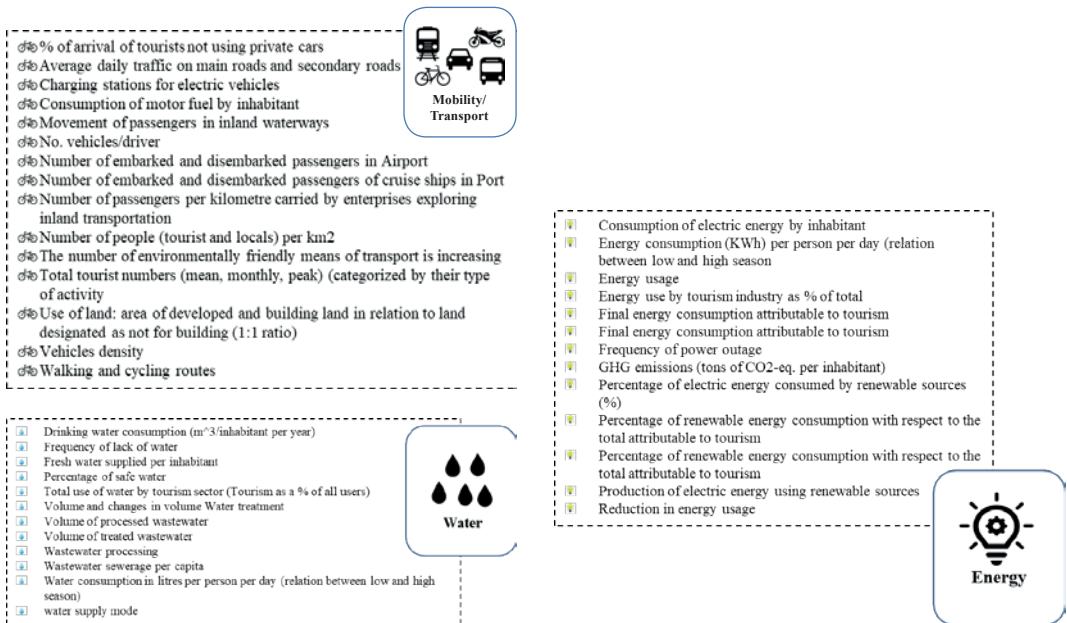 % of arrival of tourists not using private cars
Average daily traffic on main roads and secondary roads
Charging stations for electric vehicles
Consumption of motor fuel by inhabitant
Movement of passengers in inland waterways
No. vehicles/driver
Number of embarked and disembarked passengers in Airport
Number of embarked and disembarked passengers of cruise ships in Port
Number of passengers per kilometre carried by enterprises exploring
inland transportation
Number of people (tourist and locals) per km2
The number of environmentally friendly means of transport is increasing
Total tourist numbers (mean, monthly, peak) (categorized by their type
of activity
Use of land: area of developed and building land in relation to land
designated as not for building (1:1 ratio)
Vehicles density
Walking and cycling routes
Mobility/
Transport
Drinking water consumption (m^3/inhabitant per year)
Frequency of lack of water
Fresh water supplied per inhabitant
Percentage of safe water
Total use of water by tourism sector (Tourism as a % of all users)
Volume and changes in volume Water treatment
Volume of processed wastewater
Volume of treated wastewater
Wastewater processing
Wastewater sewerage per capita
Water consumption in litres per person per day (relation between low and high
season)
water supply mode
Water
Consumption of electric energy by inhabitant
Energy consumption (KWh) per person per day (relation
between low and high season
Energy usage
Energy use by tourism industry as % of total
Final energy consumption attributable to tourism
Final energy consumption attributable to tourism
Frequency of power outage
GHG emissions (tons of CO2-eq. per inhabitant)
Percentage of electric energy consumed by renewable sources
(%)
Percentage of renewable energy consumption with respect to the
total attributable to tourism
Percentage of renewable energy consumption with respect to the
total attributable to tourism
Production of electric energy using renewable sources
Reduction in energy usage
Energy